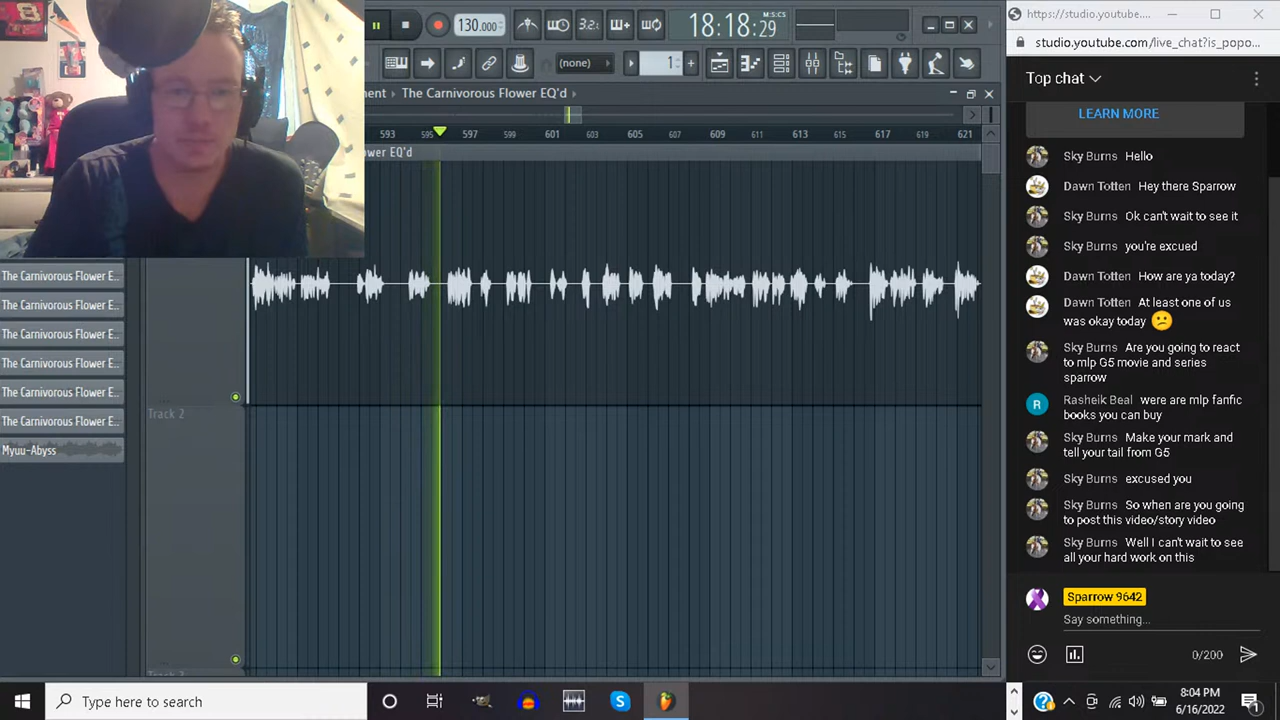 130.000
3.2.
18:18:29
M:S:CS
(none)
1
ment › The Carnivorous Flower EQ'd ›
593 595 597 599 601 603 605 607 609 611 613 615 617 619 621
ower EQ'd
The Carnivorous Flower E..
The Carnivorous Flower E..
The Carnivorous Flower E..
The Carnivorous Flower E..
The Carnivorous Flower E..
The Carnivorous Flower E..
Myuu-Abyss
Track 2
Track 3
https://studio.youtube....
studio.youtube.com/live_chat?is_popo...
Top chat
LEARN MORE
Sky Burns Hello
Dawn Totten Hey there Sparrow
Sky Burns Ok can't wait to see it
Sky Burns you're excued
Dawn Totten How are ya today?
Dawn Totten At least one of us
was okay today 😕
Sky Burns Are you going to react
to mlp G5 movie and series
sparrow
R
Rasheik Beal were are mlp fanfic
books you can buy
Sky Burns Make your mark and
tell your tail from G5
Sky Burns excused you
Sky Burns So when are you going
to post this video/story video
Sky Burns Well I can't wait to see
all your hard work on this
Sparrow 9642
Say something...
0/200
Type here to search
8:04 PM
6/16/2022
1